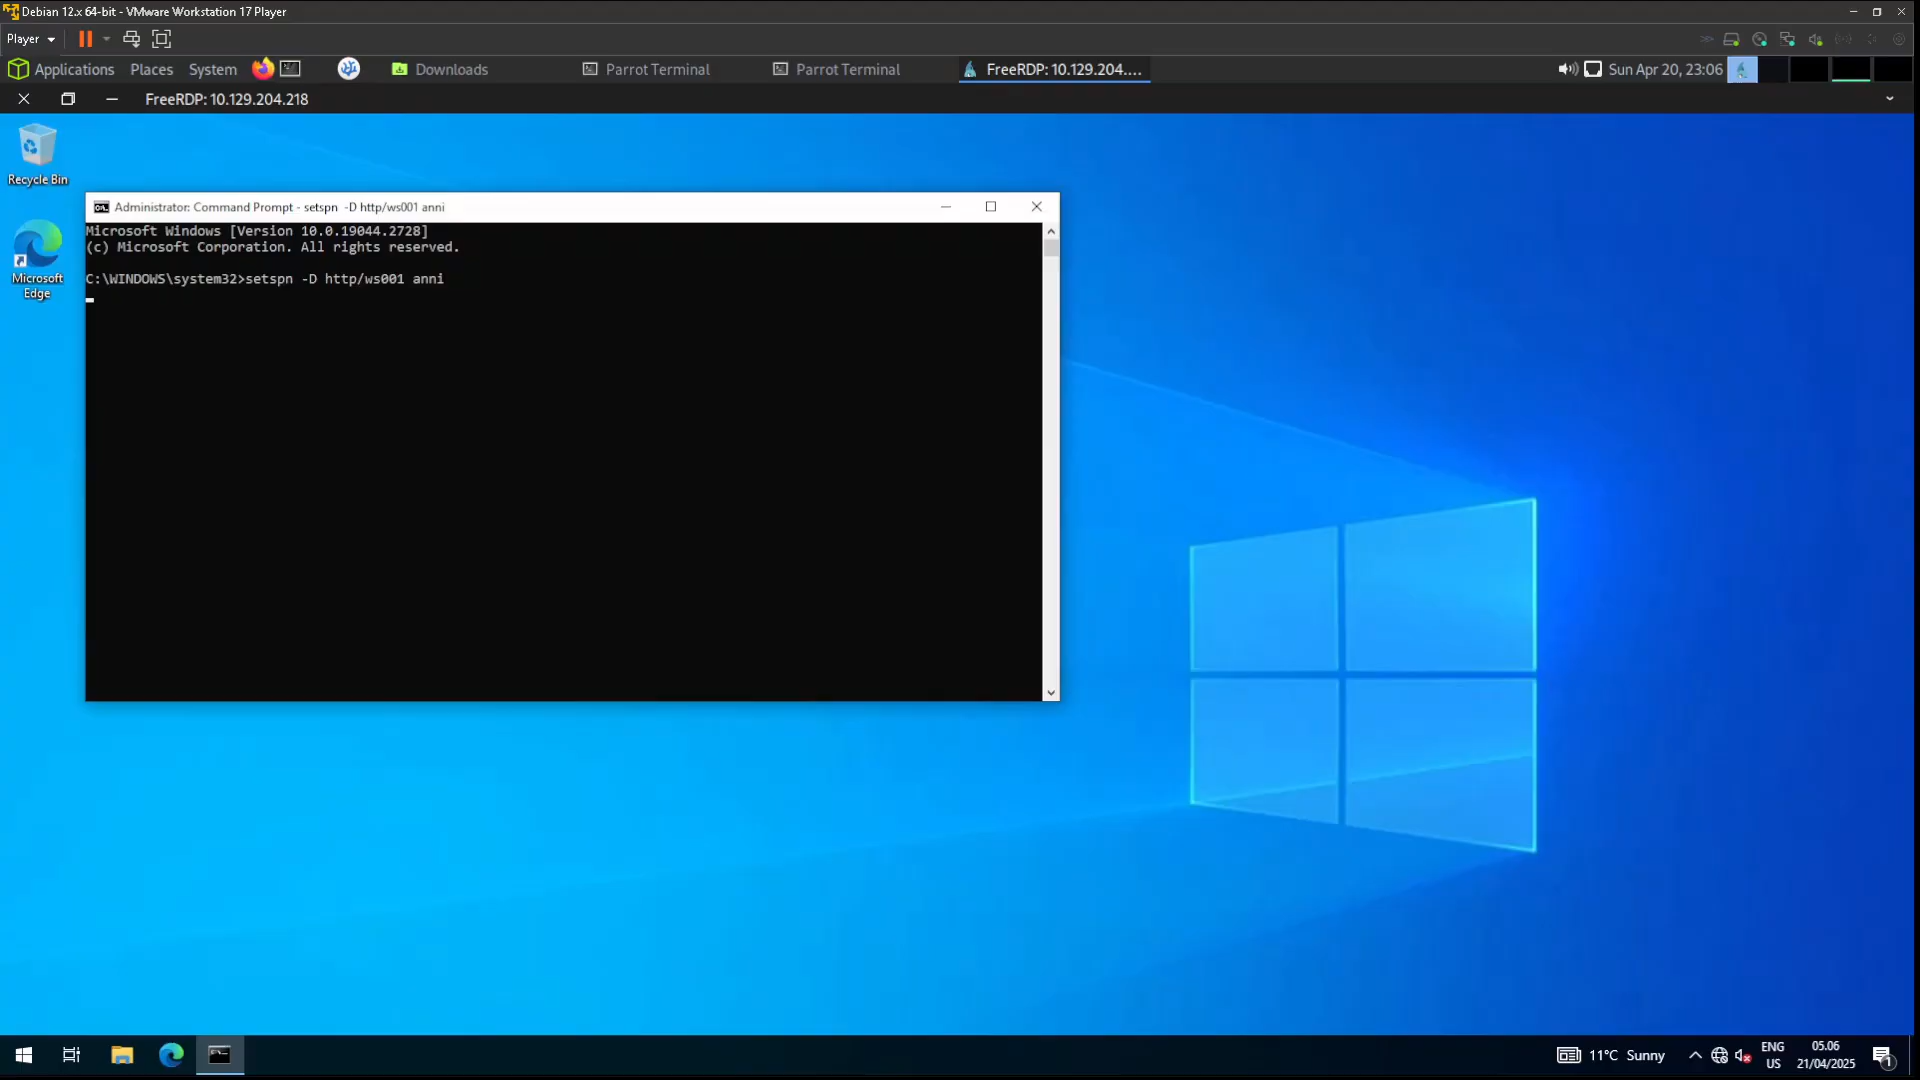 Debian 12.x 64-bit - VMware Workstation 17 Player
Player
Applications Places System Downloads Parrot Terminal Parrot Terminal FreeRDP: 10.129.204.... Sun Apr 20, 23:06
FreeRDP: 10.129.204.218
Recycle Bin
Microsoft
Edge
Administrator: Command Prompt - setspn  -D http/ws001 anni
Microsoft Windows [Version 10.0.19044.2728]
(c) Microsoft Corporation. All rights reserved.
C:\WINDOWS\system32>setspn -D http/ws001 anni
11°C Sunny
ENG
US
05.06
21/04/2025
1